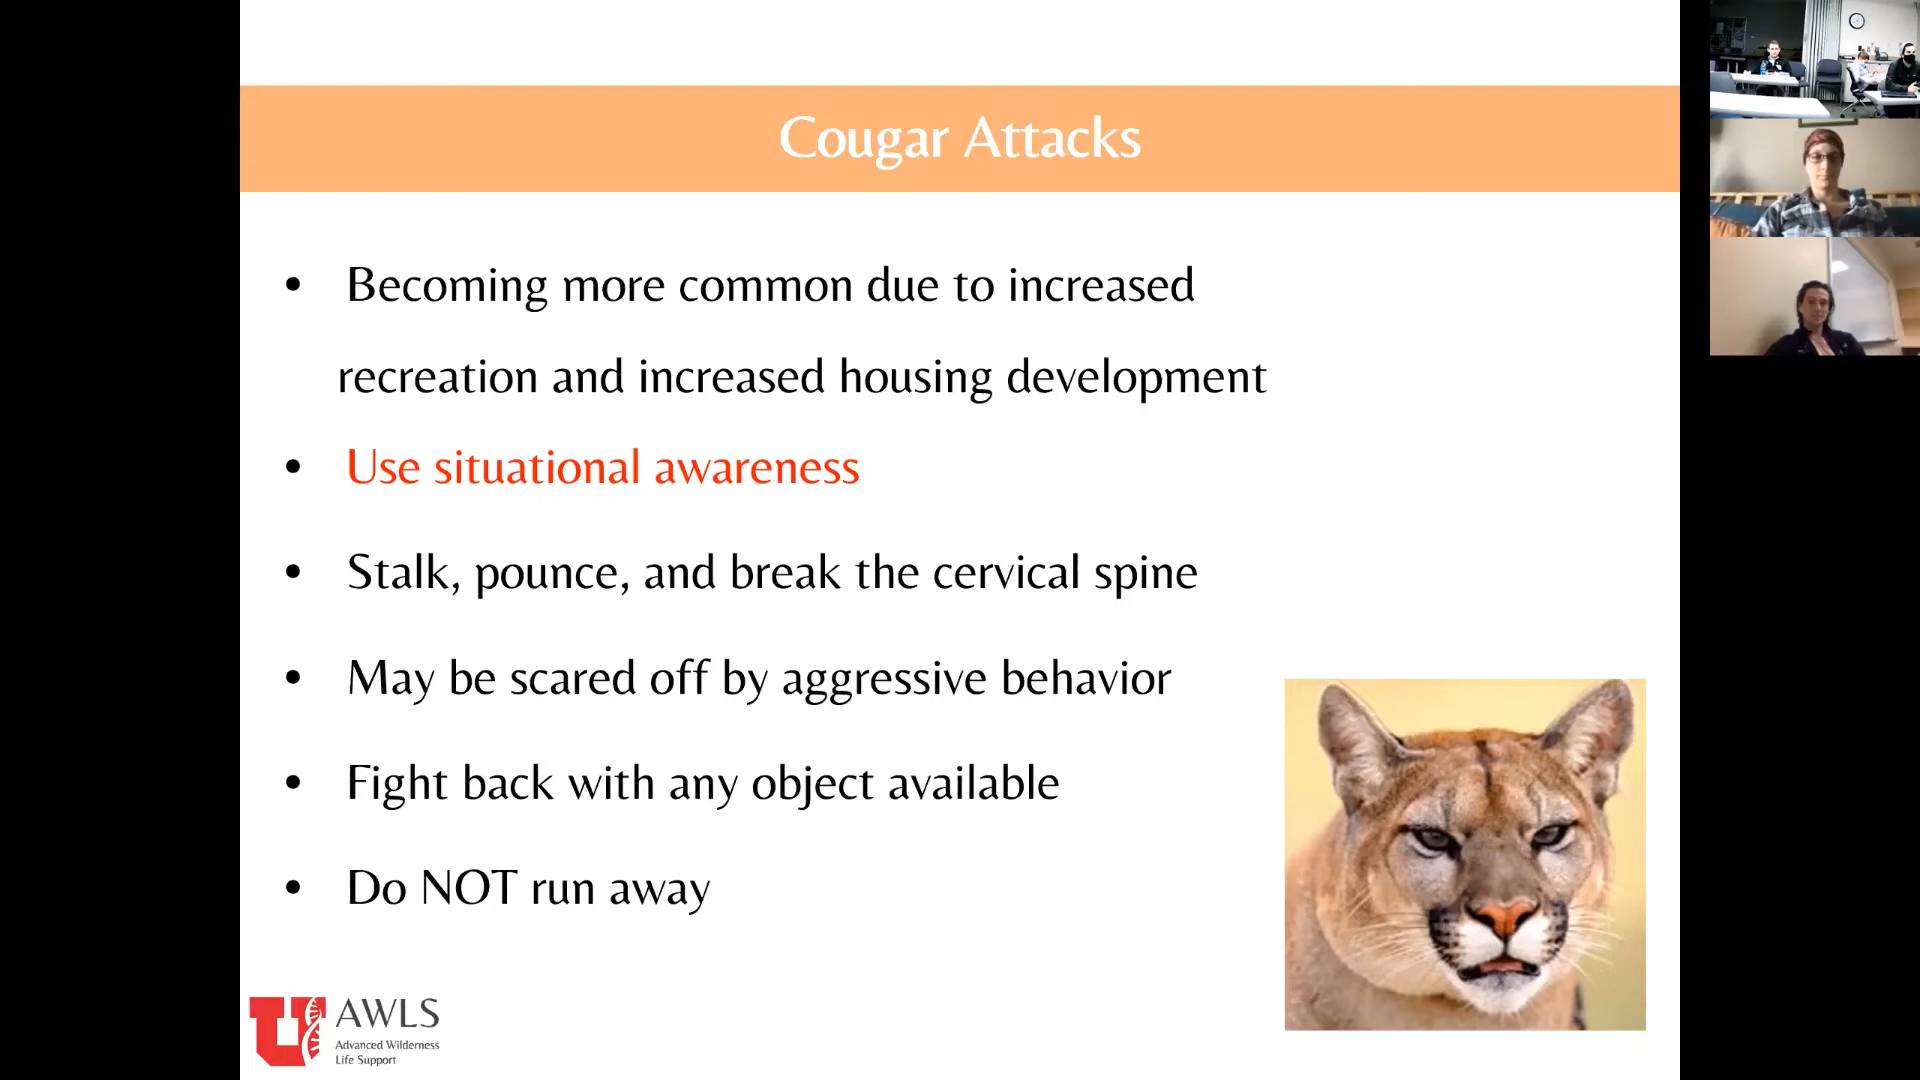 Cougar Attacks
• Becoming more common due to increased
recreation and increased housing development
• Use situational awareness
• Stalk, pounce, and break the cervical spine
• May be scared off by aggressive behavior
• Fight back with any object available
• Do NOT run away
U AWLS
Advanced Wilderness
Life Support